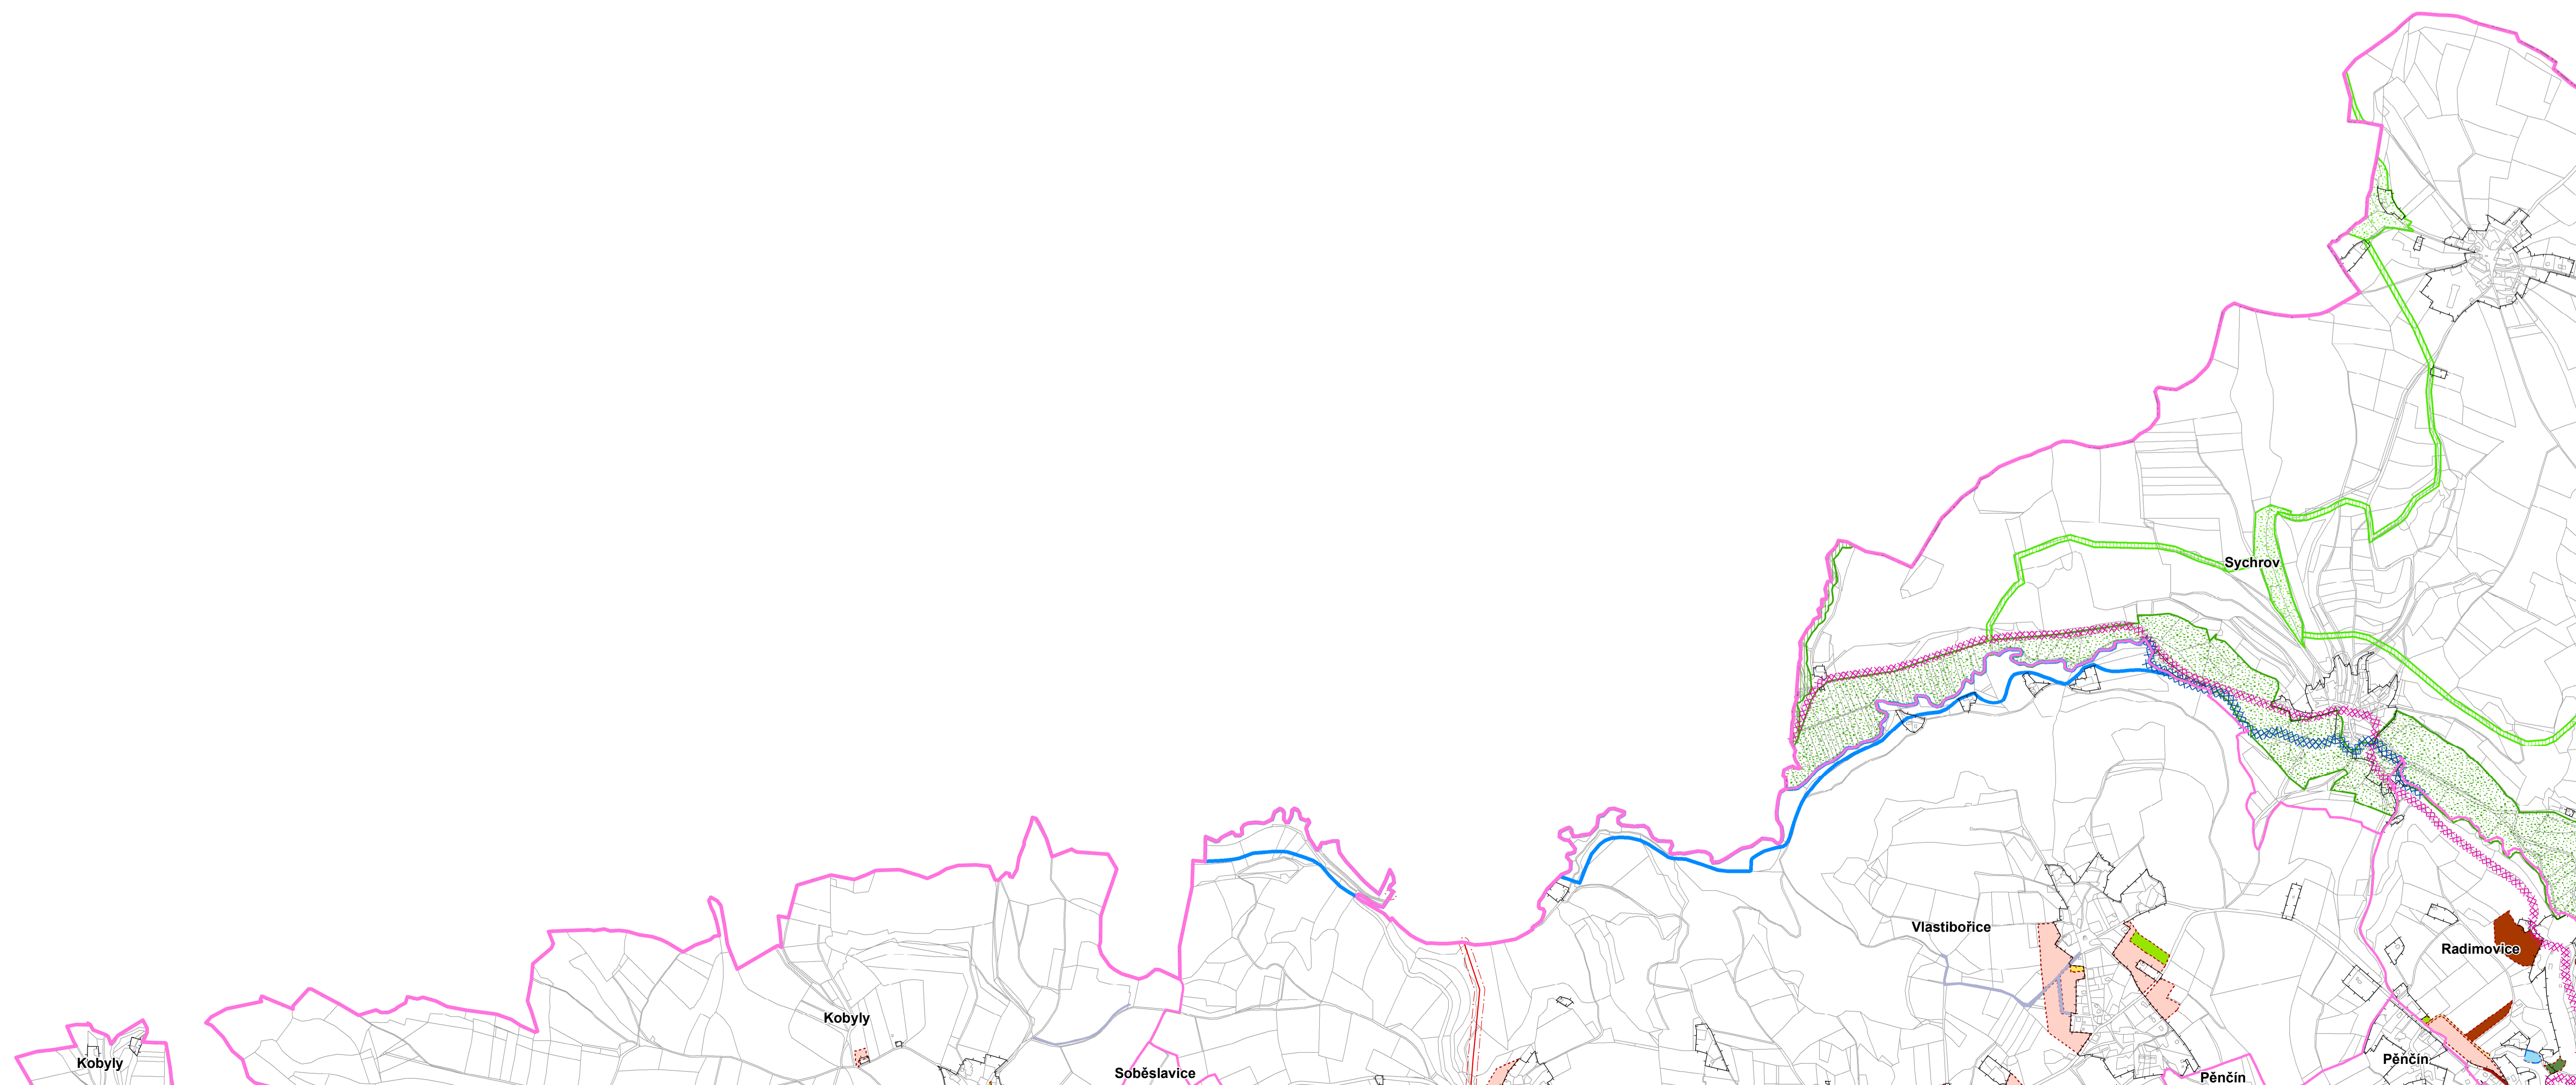 Sychrov
Vlastibořice
Radimovice
Kobyly
Kobyly
Soběslavice
Pěnčín
Pěnčín